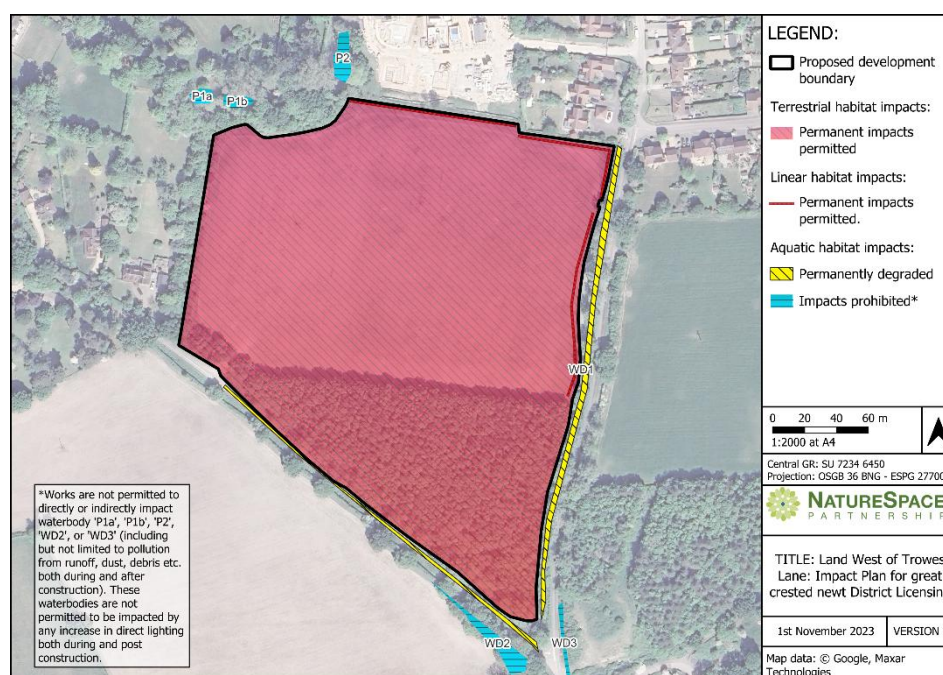 P2
P1a
P1b
WD1
WD2
WD3
*Works are not permitted to
directly or indirectly impact
waterbody 'P1a', 'P1b', 'P2',
'WD2', or 'WD3' (including
but not limited to pollution
from runoff, dust, debris etc.
both during and after
construction). These
waterbodies are not
permitted to be impacted by
any increase in direct lighting
both during and post
construction.
LEGEND:
Proposed development
boundary
Terrestrial habitat impacts:
Permanent impacts
permitted
Linear habitat impacts:
Permanent impacts
permitted.
Aquatic habitat impacts:
Permanently degraded
Impacts prohibited*
0 20 40 60 m
1:2000 at A4
Central GR: SU 7234 6450
Projection: OSGB 36 BNG - ESPG 27700
NATURESPACE
PARTNERSHIP
TITLE: Land West of Trowes
Lane: Impact Plan for great
crested newt District Licensin
1st November 2023
VERSION
Map data: © Google, Maxar
Technologies